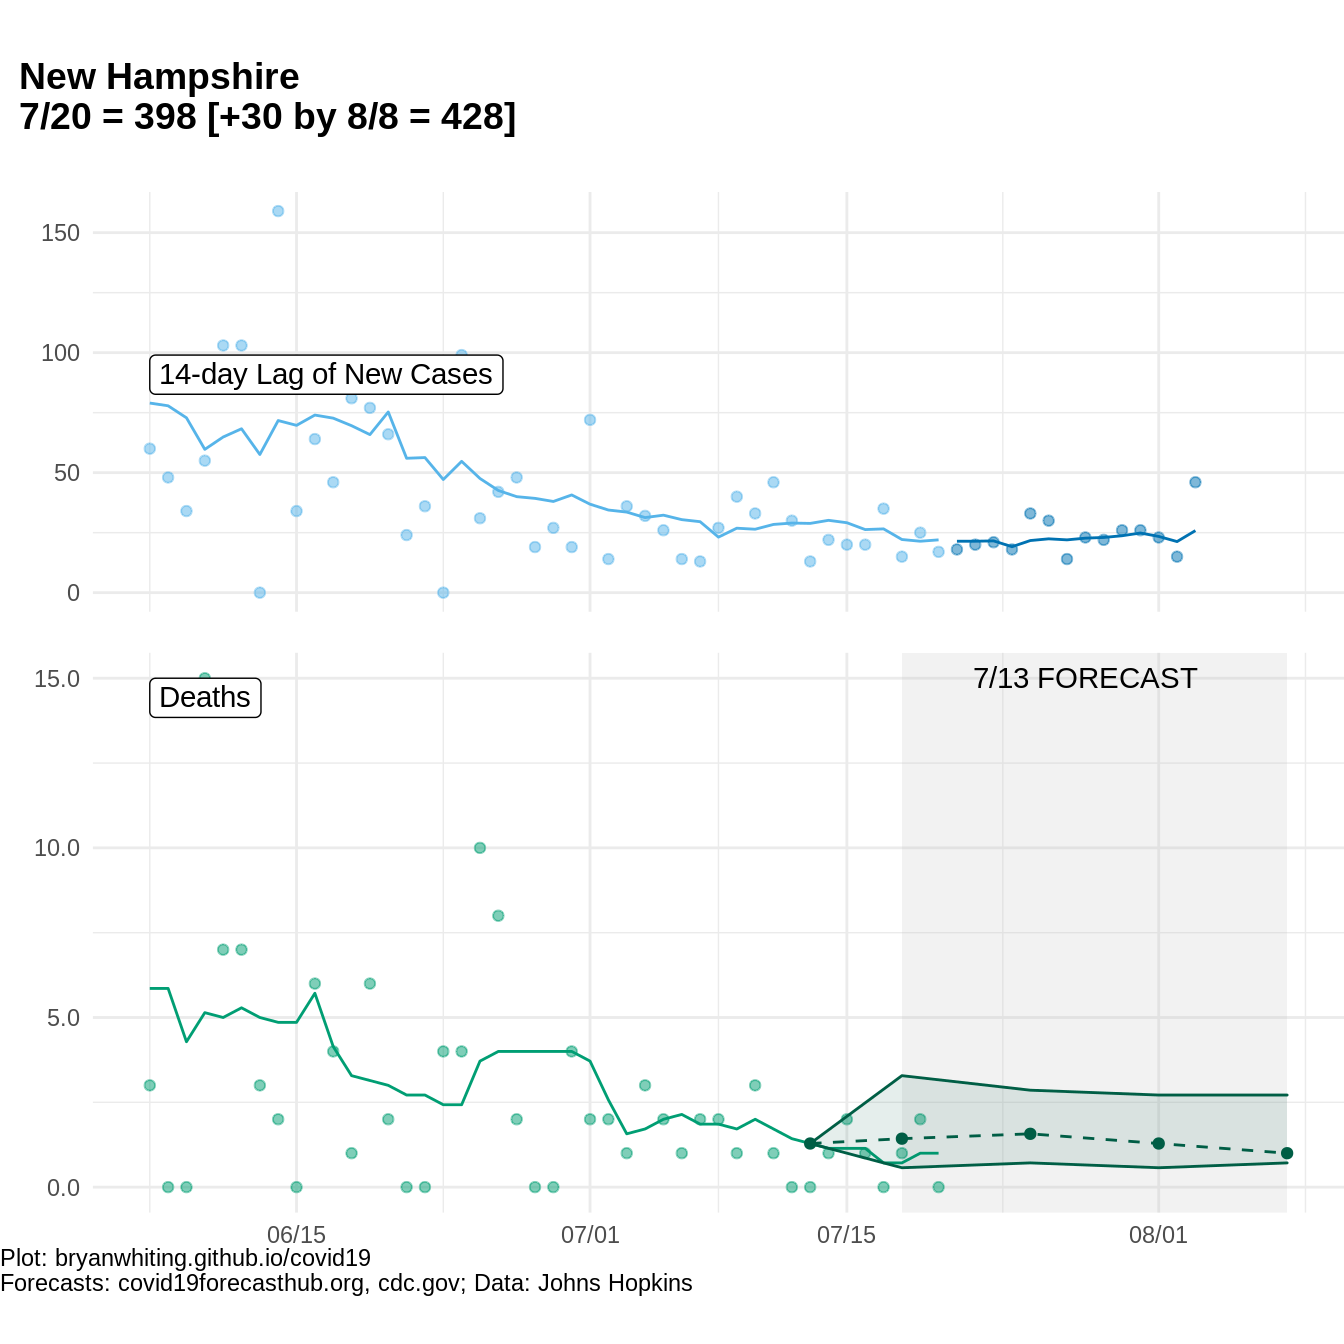 New Hampshire
7/20 = 398 [+30 by 8/8 = 428]
150
100
14-day Lag of New Cases
50
0
15.0
7/13 FORECAST
Deaths
10.0
5.0
0.0
06/15
07/01
07/15
08/01
Plot: bryanwhiting.github.io/covid19
Forecasts: covid19forecasthub.org, cdc.gov; Data: Johns Hopkins